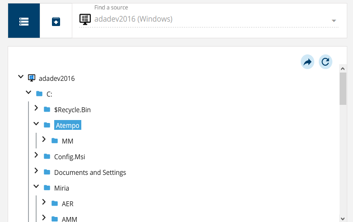 Find a source
adadev2016 (Windows)
adadev2016
C:
$Recycle.Bin
Atempo
MM
Config.Msi
Documents and Settings
Miria
AER
AMM